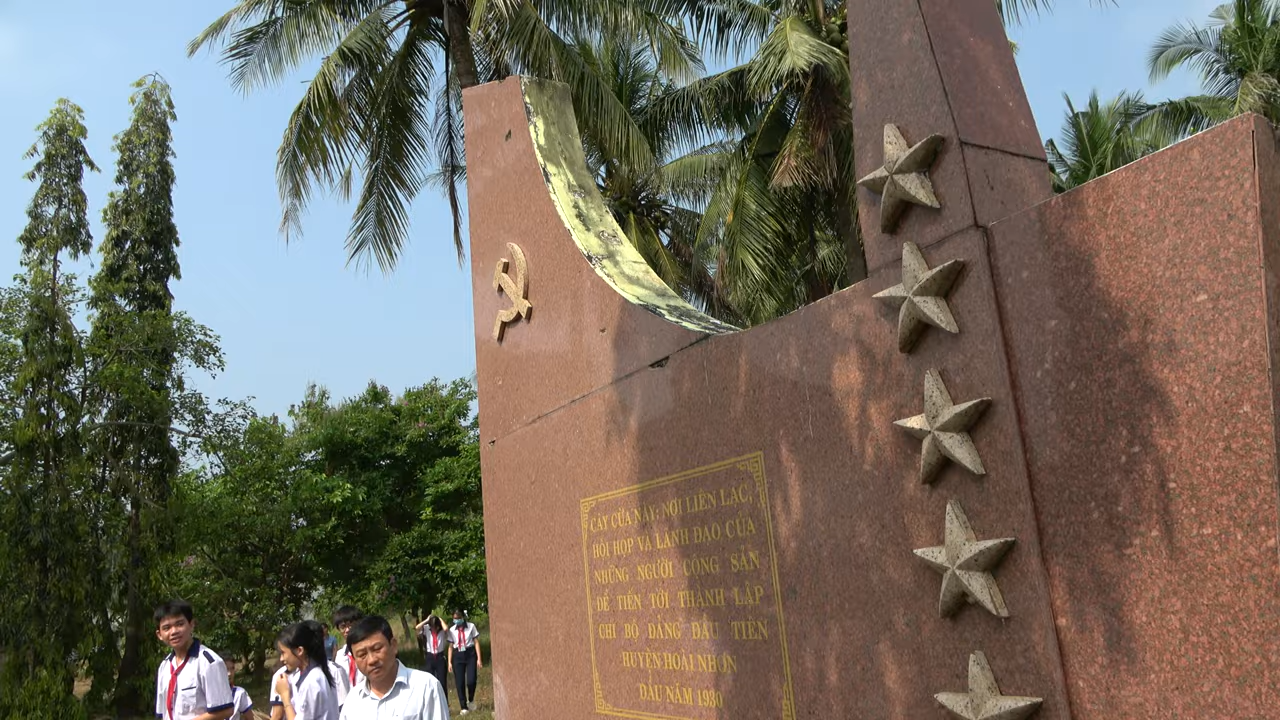 CÂY CỪA NÀY: NƠI LIÊN LẠC,
HỘI HỌP VÀ LÃNH ĐẠO CỦA
NHỮNG NGƯỜI CỘNG SẢN
ĐỂ TIẾN TỚI THÀNH LẬP
CHI BỘ ĐẢNG ĐẦU TIÊN
HUYỆN HOÀI NHƠN
ĐẦU NĂM 1930